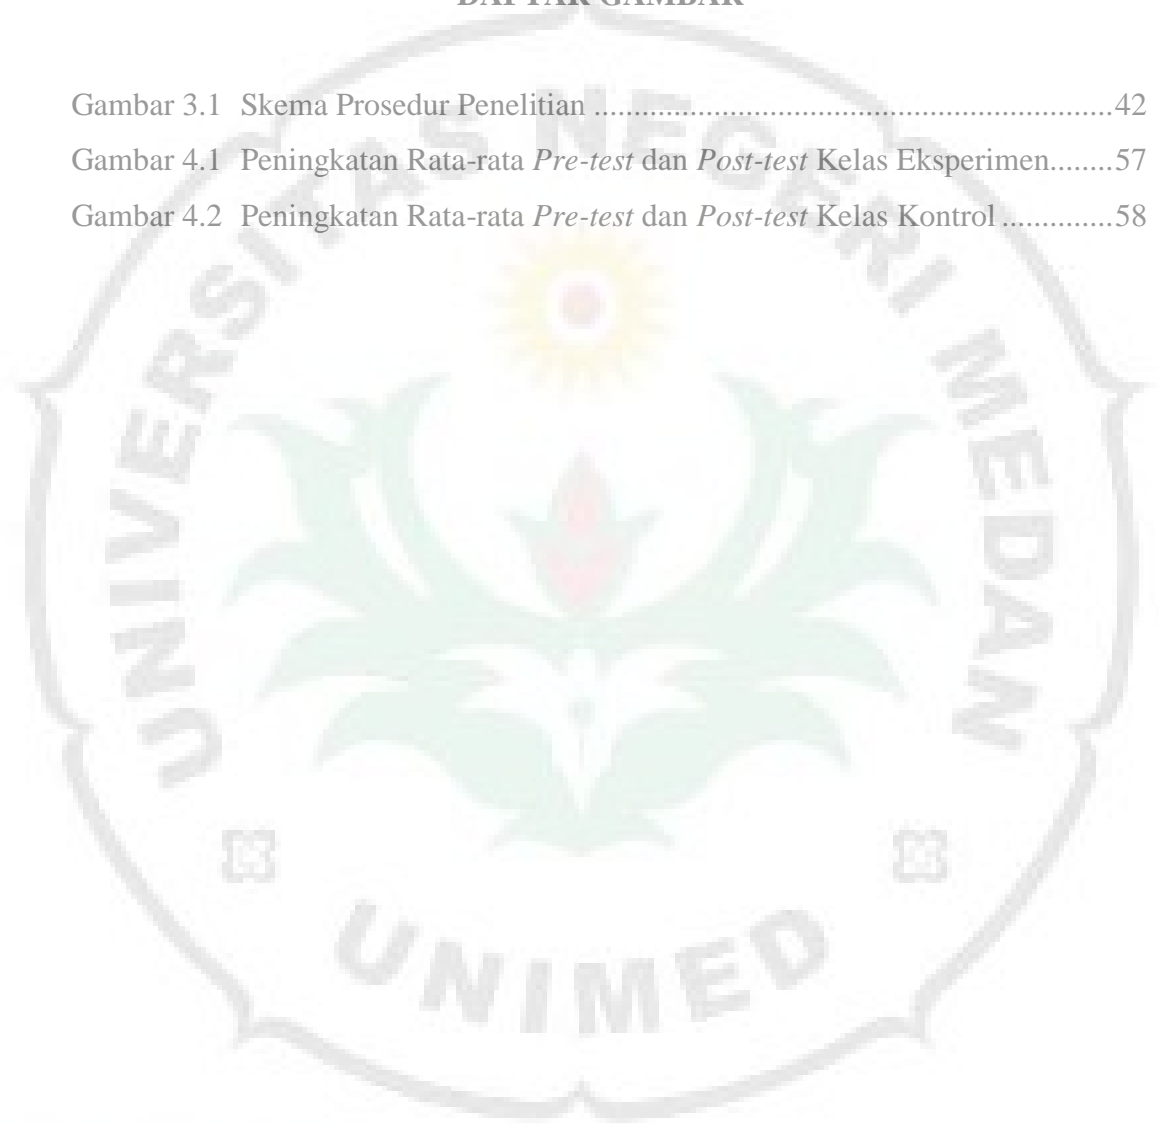 DAFTAR GAMBAR
Gambar 3.1 Skema Prosedur Penelitian ................................................................42
Gambar 4.1 Peningkatan Rata-rata Pre-test dan Post-test Kelas Eksperimen........57
Gambar 4.2 Peningkatan Rata-rata Pre-test dan Post-test Kelas Kontrol ..............58
UNIVERSITAS NEGERI MEDAN
UNIMED